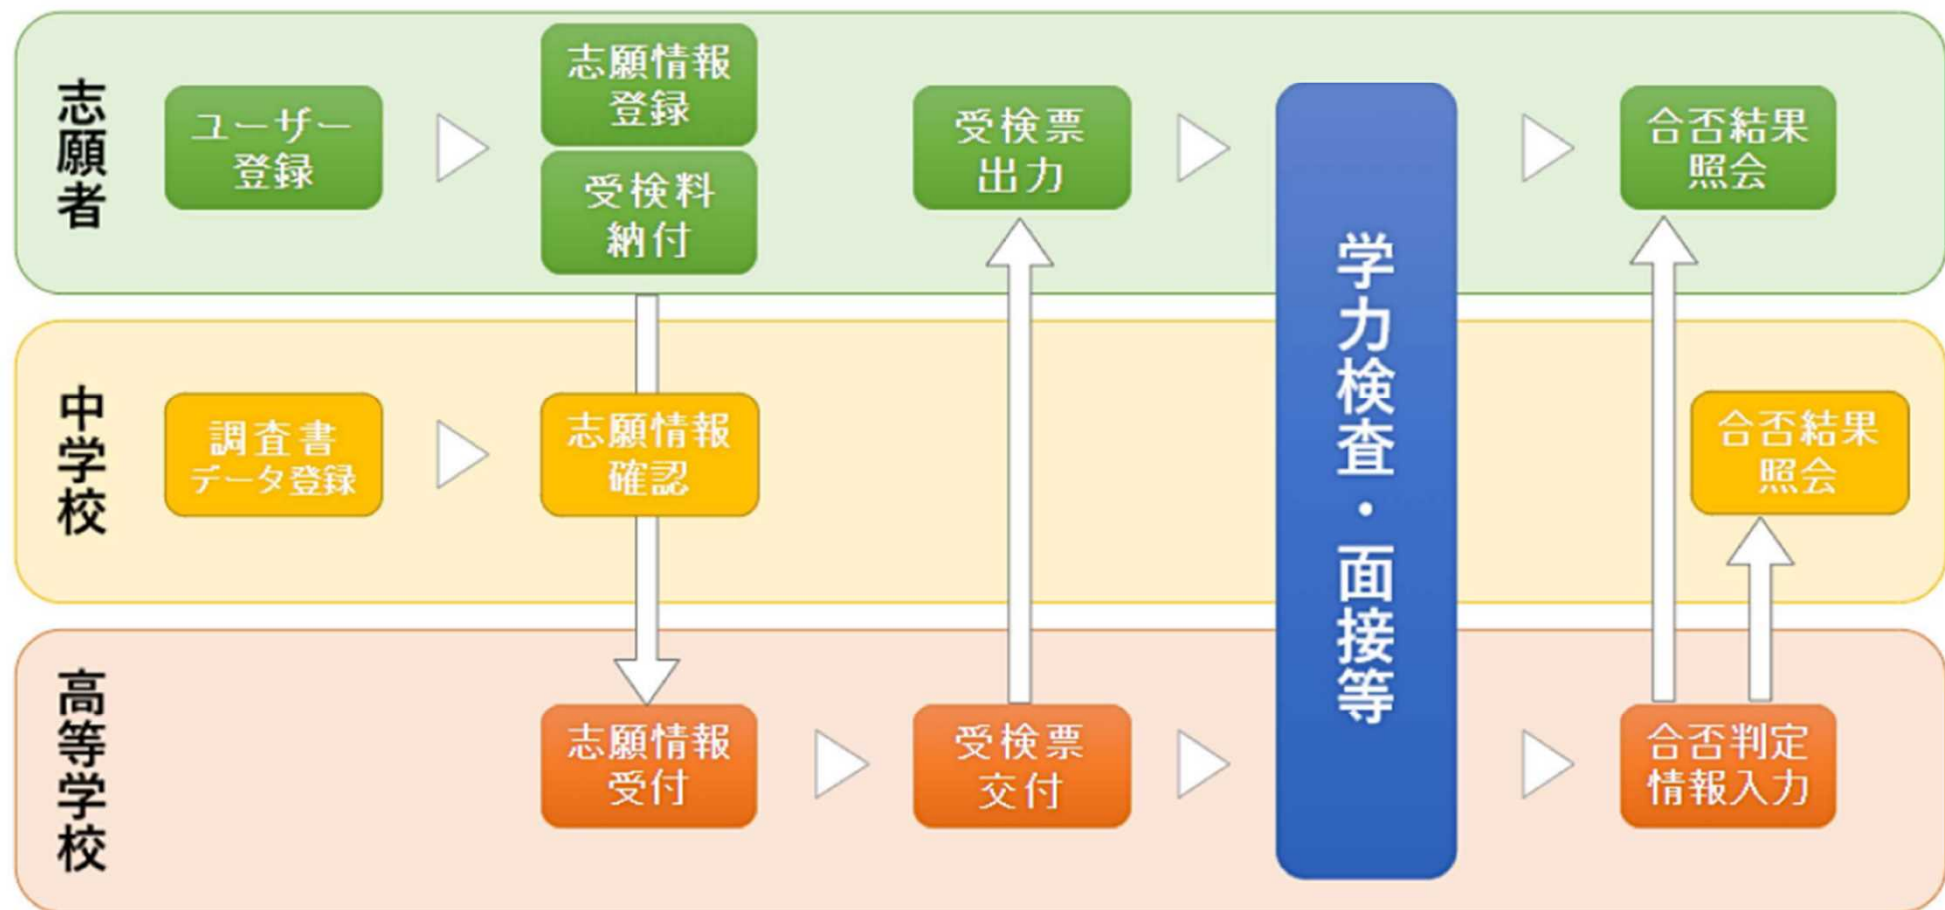 志願者
ユーザー
登録
志願情報
登録
受検料
納付
受検票
出力
合否結果
照会
学力検査・面接等
中学校
調査書
データ登録
志願情報
確認
合否結果
照会
高等学校
志願情報
受付
受検票
交付
合否判定
情報入力